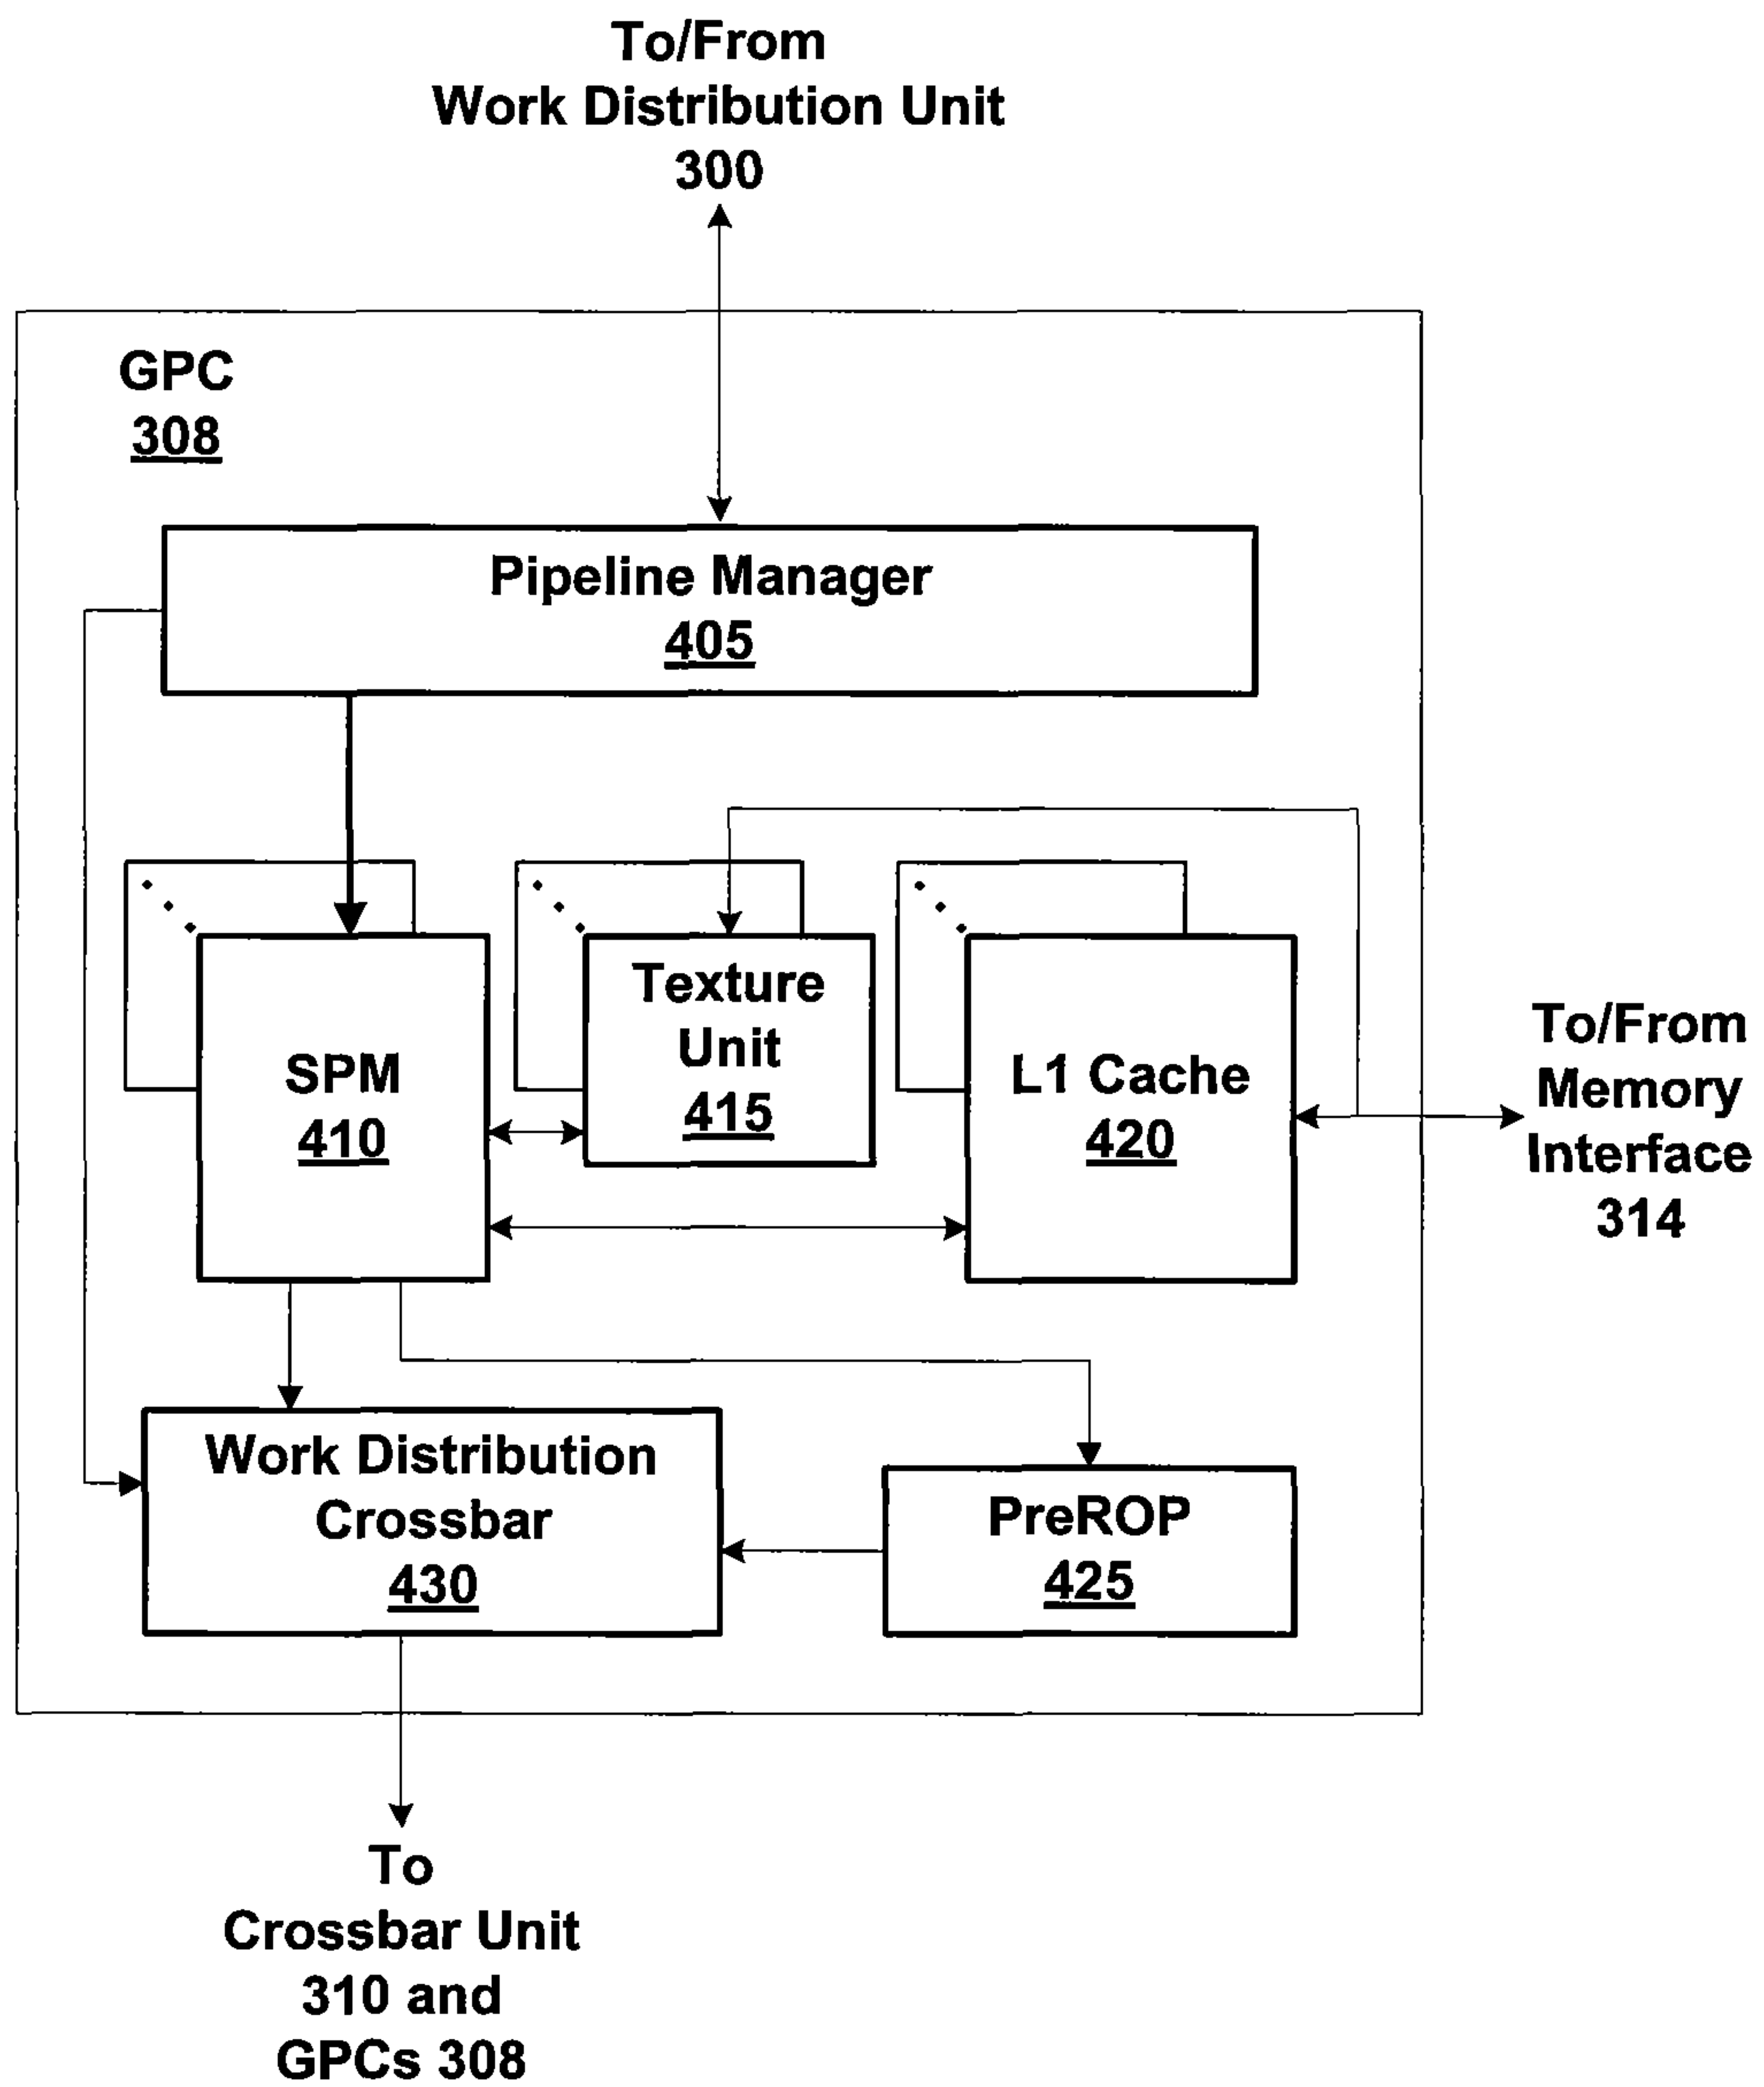 To/From
Work Distribution Unit
300
GPC
308
Pipeline Manager
405
SPM
410
Texture
Unit
415
L1 Cache
420
To/From
Memory
Interface
314
Work Distribution
Crossbar
430
PreROP
425
To
Crossbar Unit
310 and
GPCs 308